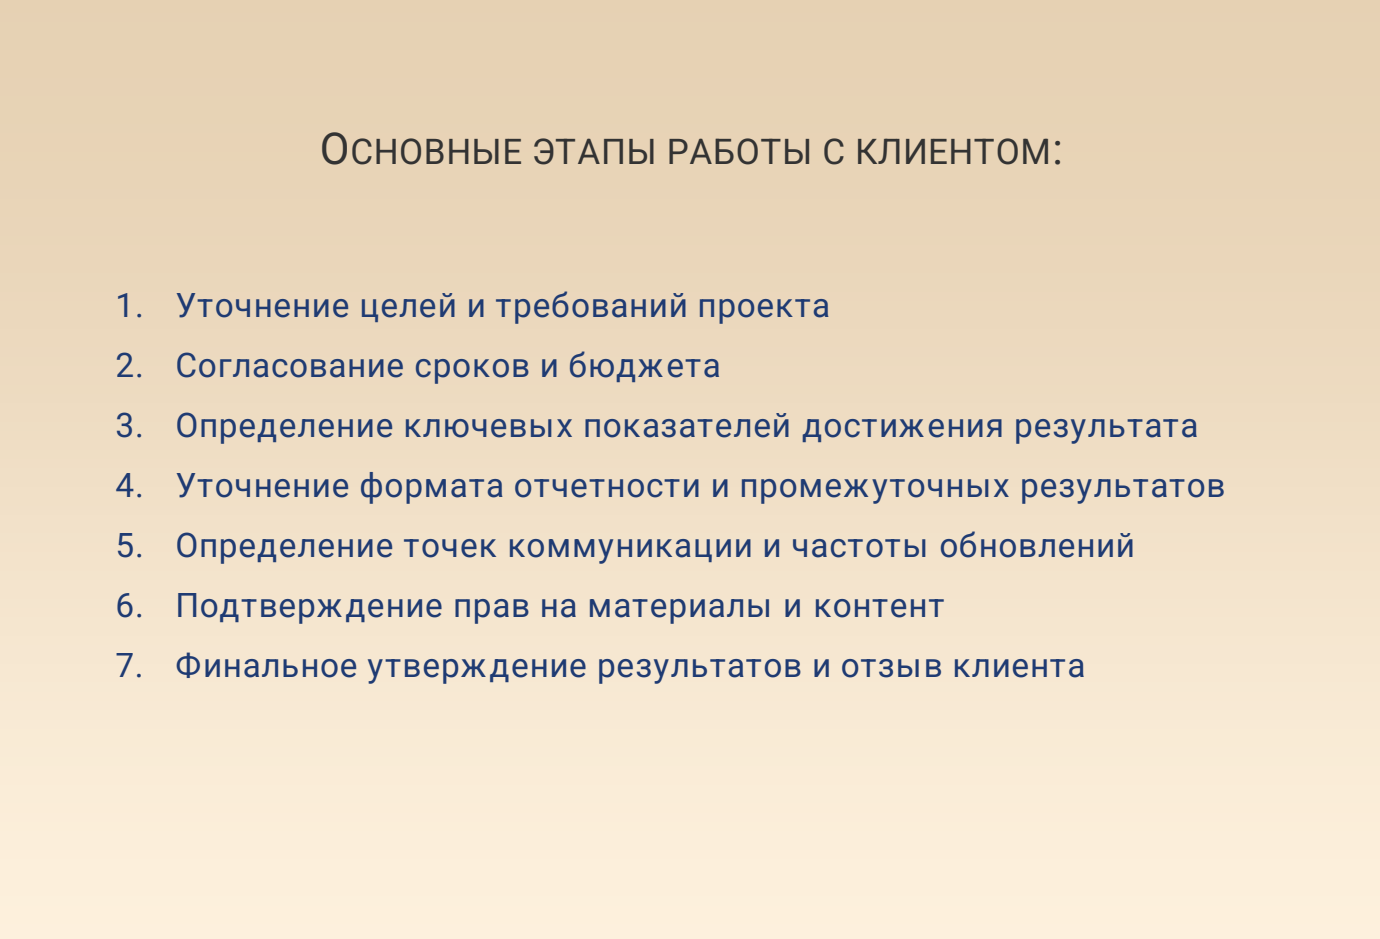 Основные этапы работы с клиентом:
1. Уточнение целей и требований проекта
2. Согласование сроков и бюджета
3. Определение ключевых показателей достижения результата
4. Уточнение формата отчетности и промежуточных результатов
5. Определение точек коммуникации и частоты обновлений
6. Подтверждение прав на материалы и контент
7. Финальное утверждение результатов и отзыв клиента